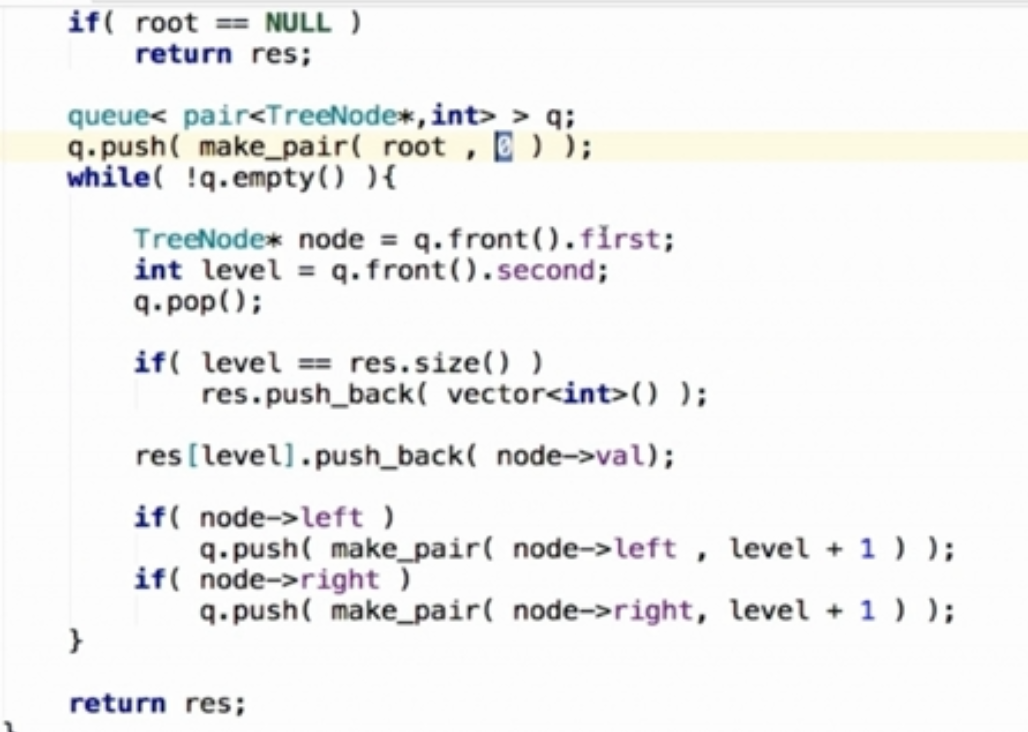 if( root == NULL )
return res;
queue< pair<TreeNode*,int> > q;
q.push( make_pair( root , 0 ) );
while( !q.empty() ){
TreeNode* node = q.front().first;
int level = q.front().second;
q.pop();
if( level == res.size() )
res.push_back( vector<int>() );
res[level].push_back( node->val);
if( node->left )
q.push( make_pair( node->left , level + 1 ) );
if( node->right )
q.push( make_pair( node->right, level + 1 ) );
}
return res;
}